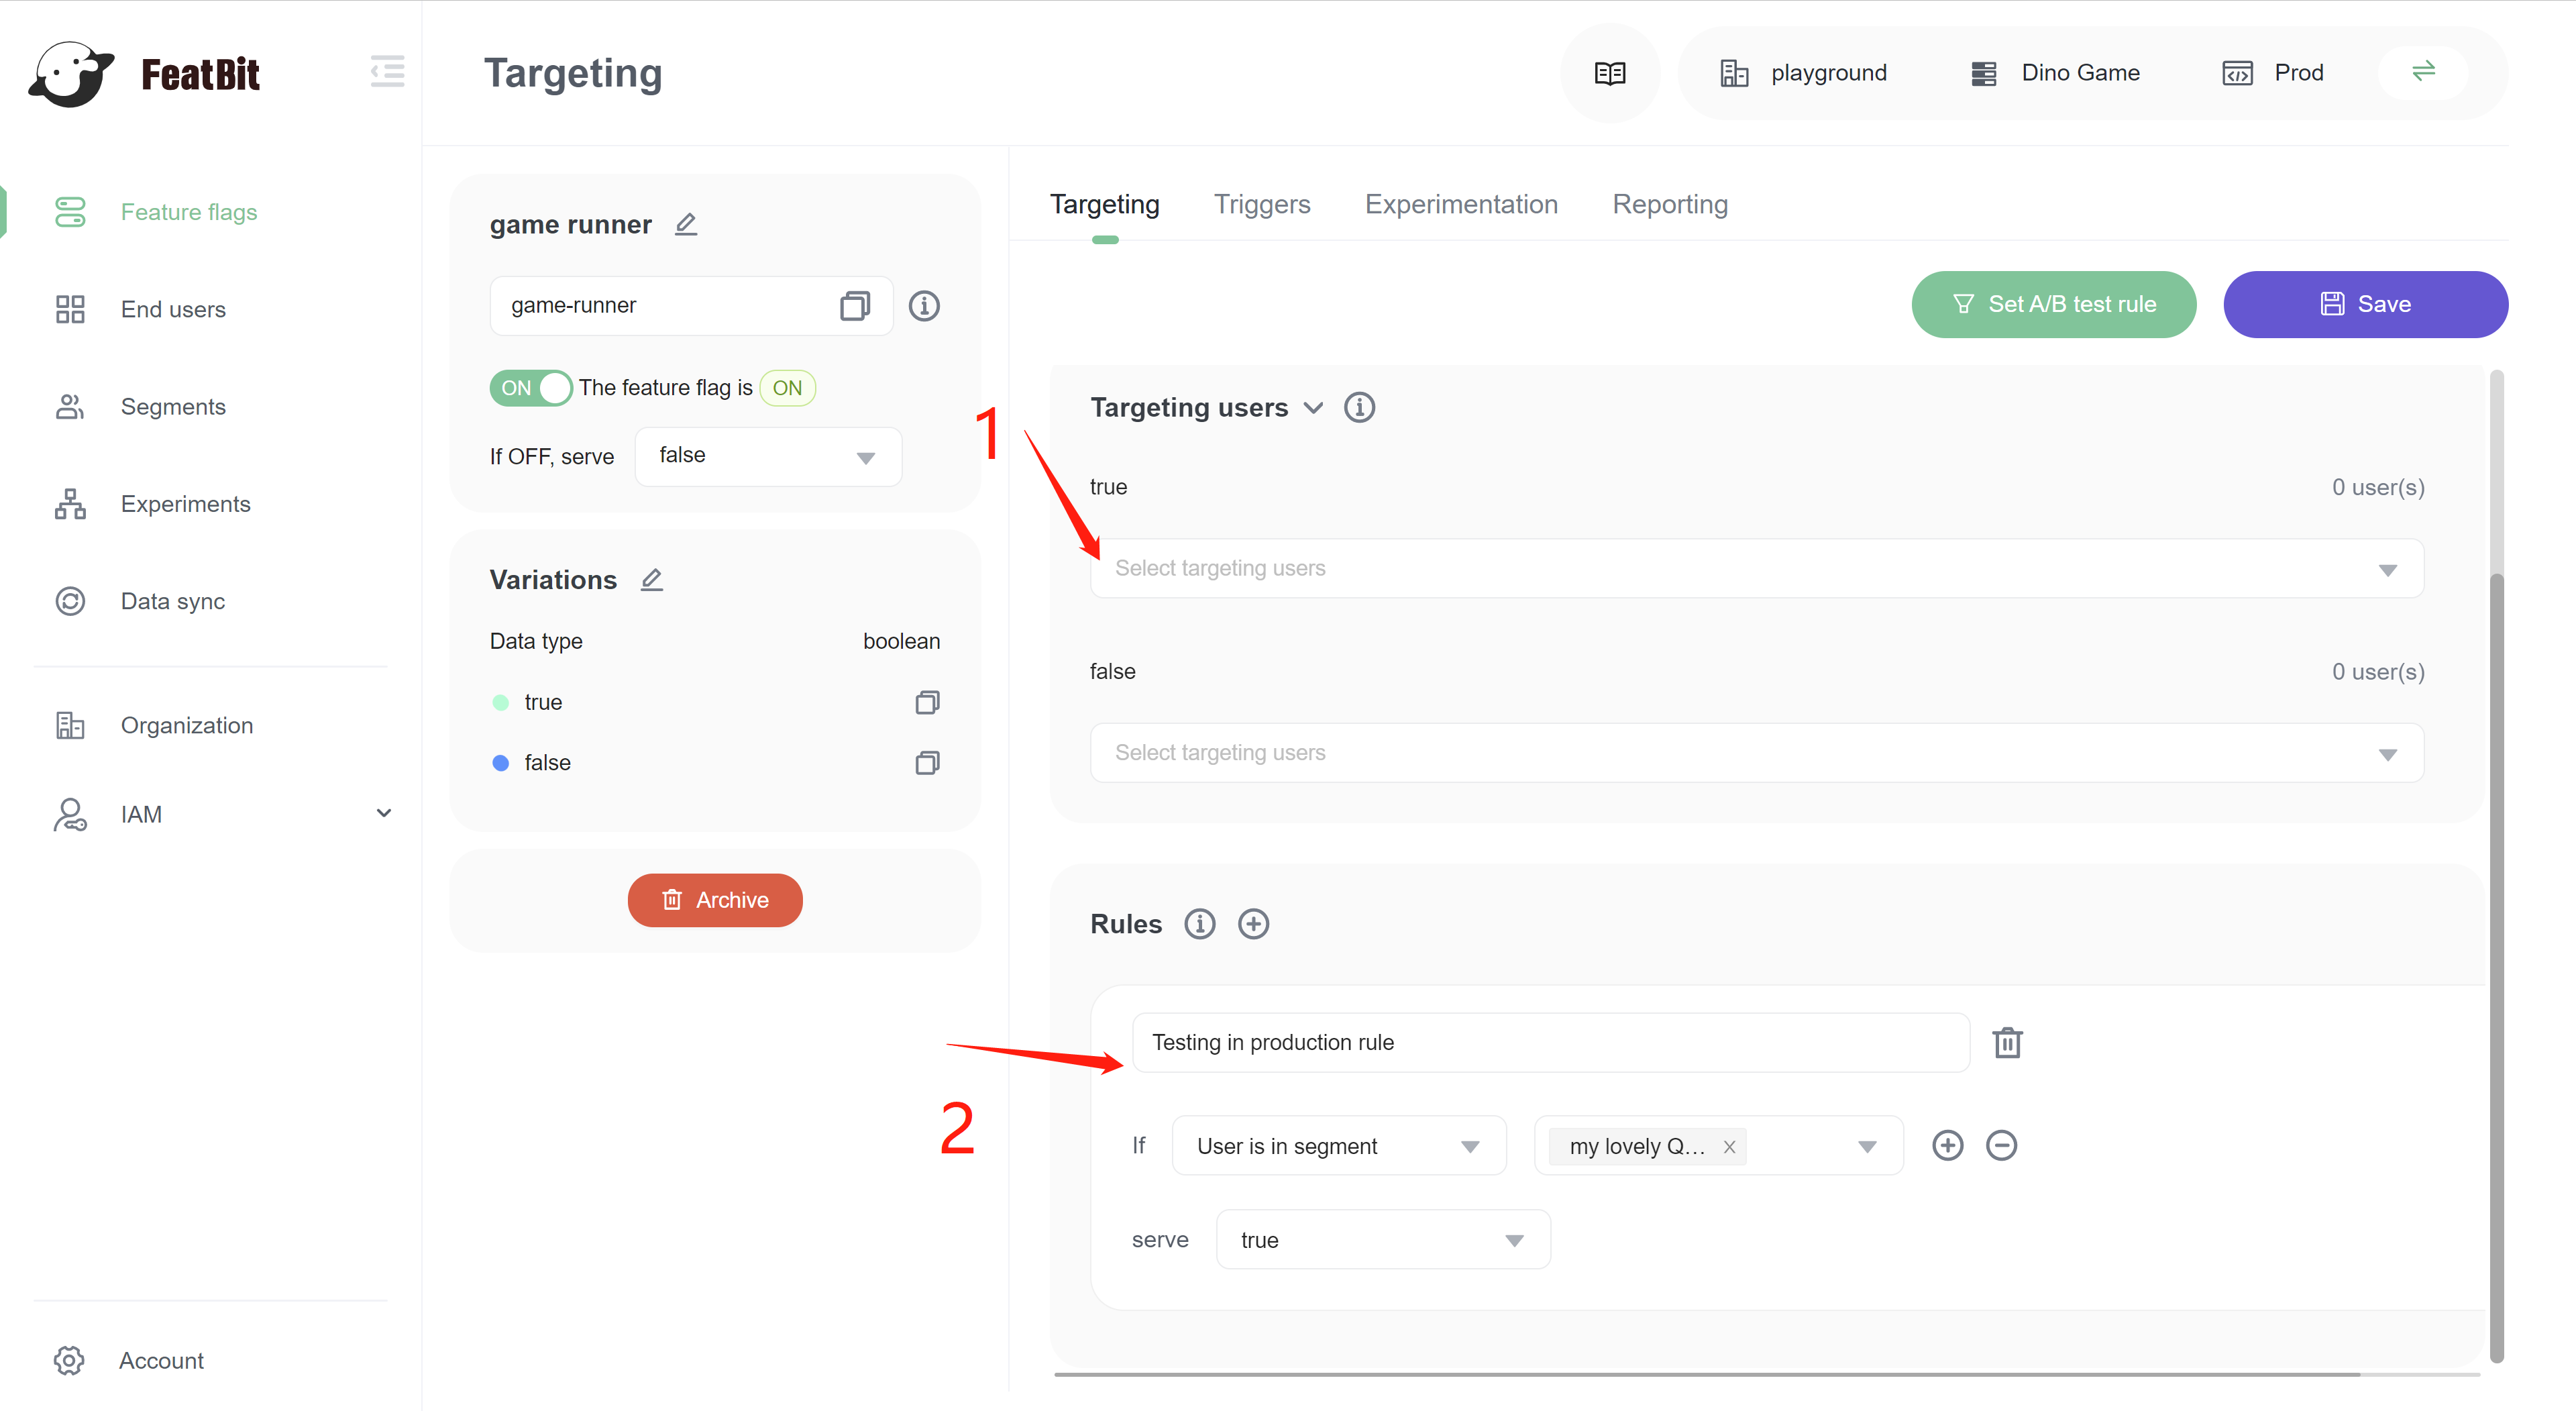 FeatBit
Targeting
playground
Dino Game
Prod
Feature flags
End users
Segments
Experiments
Data sync
Organization
IAM
Account
game runner
game-runner
ON The feature flag is ON
If OFF, serve false
Variations
Data type boolean
true
false
Archive
Targeting Triggers Experimentation Reporting
Set A/B test rule
Save
1
Targeting users
true 0 user(s)
Select targeting users
false 0 user(s)
Select targeting users
Rules
2
Testing in production rule
If User is in segment my lovely Q...
serve true